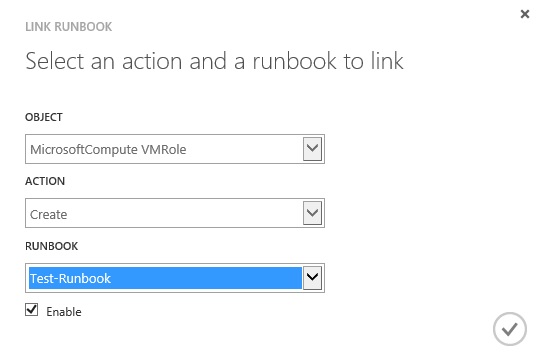 LINK RUNBOOK
Select an action and a runbook to link
OBJECT
MicrosoftCompute VMRole
ACTION
Create
RUNBOOK
Test-Runbook
Enable